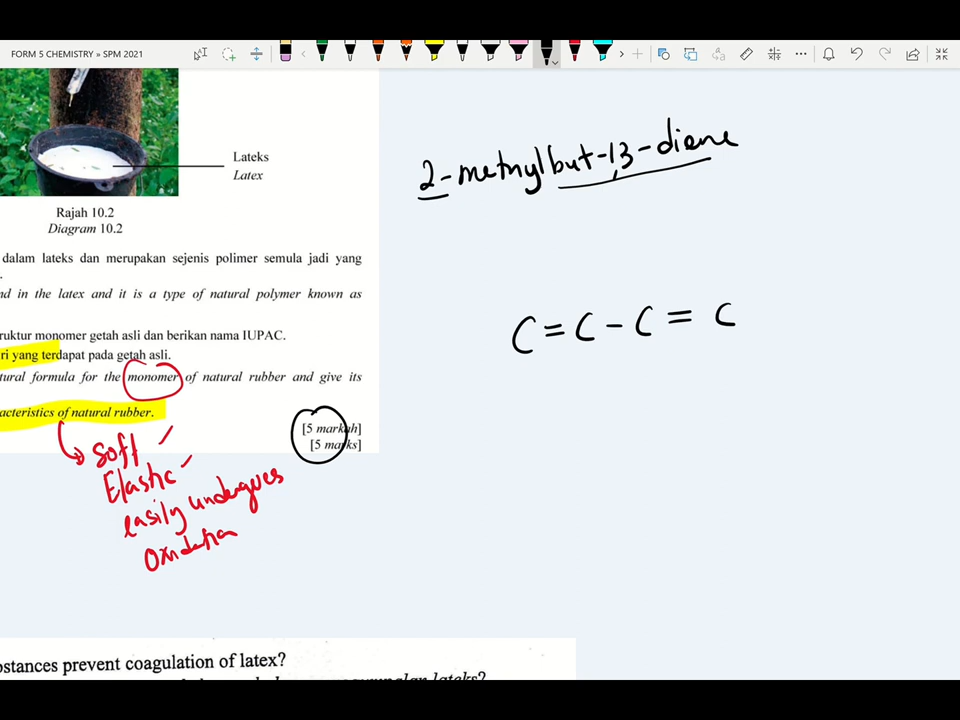 FORM 5 CHEMISTRY » SPM 2021
Lateks
Latex
Rajah 10.2
Diagram 10.2
dalam lateks dan merupakan sejenis polimer semula jadi yang
nd in the latex and it is a type of natural polymer known as
ruktur monomer getah asli dan berikan nama IUPAC.
ri yang terdapat pada getah asli.
tural formula for the monomer of natural rubber and give its
acteristics of natural rubber.
[5 markah]
[5 marks]
soft
Elastic
easily undergoes
Oxidation
2-methylbut-1,3-diene
C=C-C=C
bstances prevent coagulation of latex?